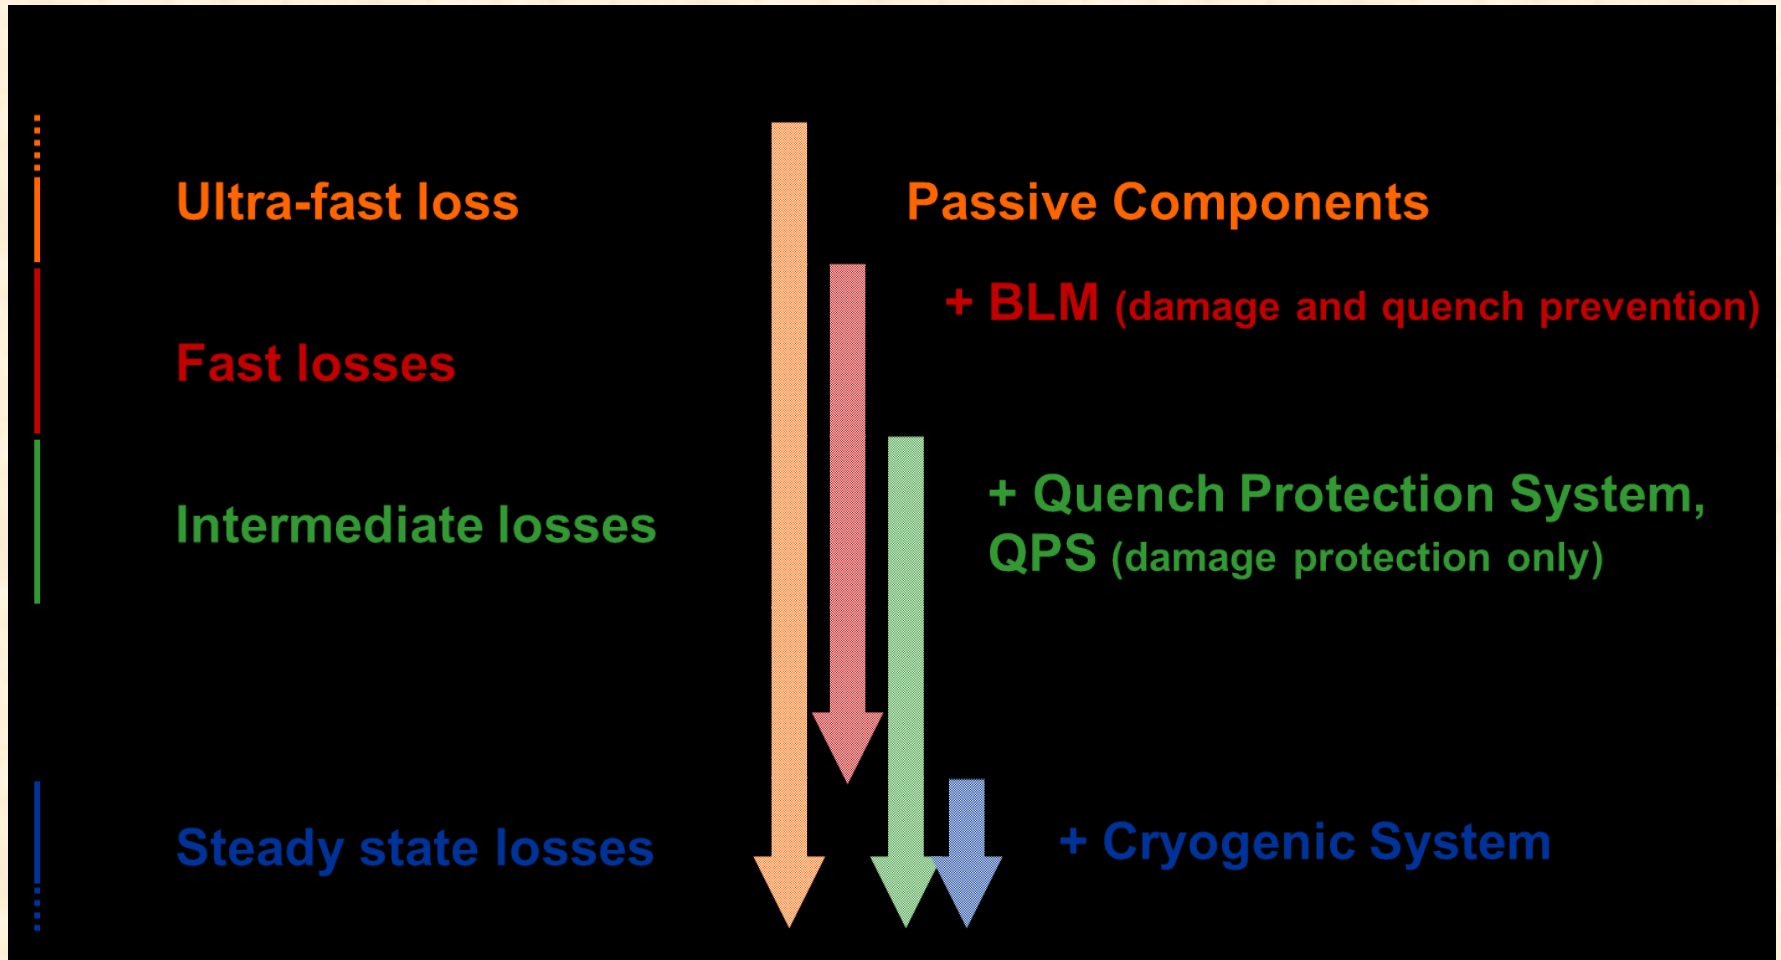 Ultra-fast loss
Passive Components
+ BLM (damage and quench prevention)
Fast losses
+ Quench Protection System,
Intermediate losses
QPS (damage protection only)
Steady state losses
+ Cryogenic System